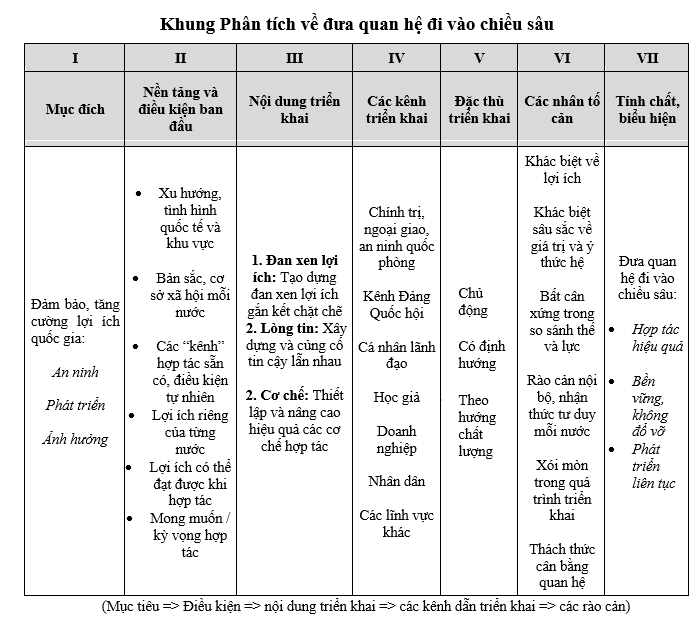 Khung Phân tích về đưa quan hệ đi vào chiều sâu
I
II
III
IV
V
VI
VII
Mục đích
Nền tảng và
điều kiện ban
đầu
Nội dung triển
khai
Các kênh
triển khai
Đặc thù
triển khai
Các nhân tố
cản
Tính chất,
biểu hiện
Đảm bảo, tăng
cường lợi ích
quốc gia:
An ninh
Phát triển
Ảnh hưởng
• Xu hướng,
tình hình
quốc tế và
khu vực
• Bản sắc, cơ
sở xã hội mỗi
nước
• Các “kênh”
hợp tác sẵn
có, điều kiện
tự nhiên
• Lợi ích riêng
của từng
nước
• Lợi ích có thể
đạt được khi
hợp tác
• Mong muốn /
kỳ vọng hợp
tác
1. Đan xen lợi
ích: Tạo dựng
đan xen lợi ích
gắn kết chặt chẽ
2. Lòng tin: Xây
dựng và củng cố
tin cậy lẫn nhau
2. Cơ chế: Thiết
lập và nâng cao
hiệu quả các cơ
chế hợp tác
Chính trị,
ngoại giao,
an ninh quốc
phòng
Kênh Đảng
Quốc hội
Cá nhân lãnh
đạo
Học giả
Doanh
nghiệp
Nhân dân
Các lĩnh vực
khác
Chủ
động
Có định
hướng
Theo
hướng
chất
lượng
Khác biệt về
lợi ích
Khác biệt
sâu sắc về
giá trị và ý
thức hệ
Bất cân
xứng trong
so sánh thế
và lực
Rào cản nội
bộ, nhận
thức tư duy
mỗi nước
Xói mòn
trong quá
trình triển
khai
Thách thức
cân bằng
quan hệ
Đưa quan
hệ đi vào
chiều sâu:
• Hợp tác
hiệu quả
• Bền
vững,
không
đổ vỡ
• Phát
triển
liên tục
(Mục tiêu => Điều kiện => nội dung triển khai => các kênh dẫn triển khai => các rào cản)